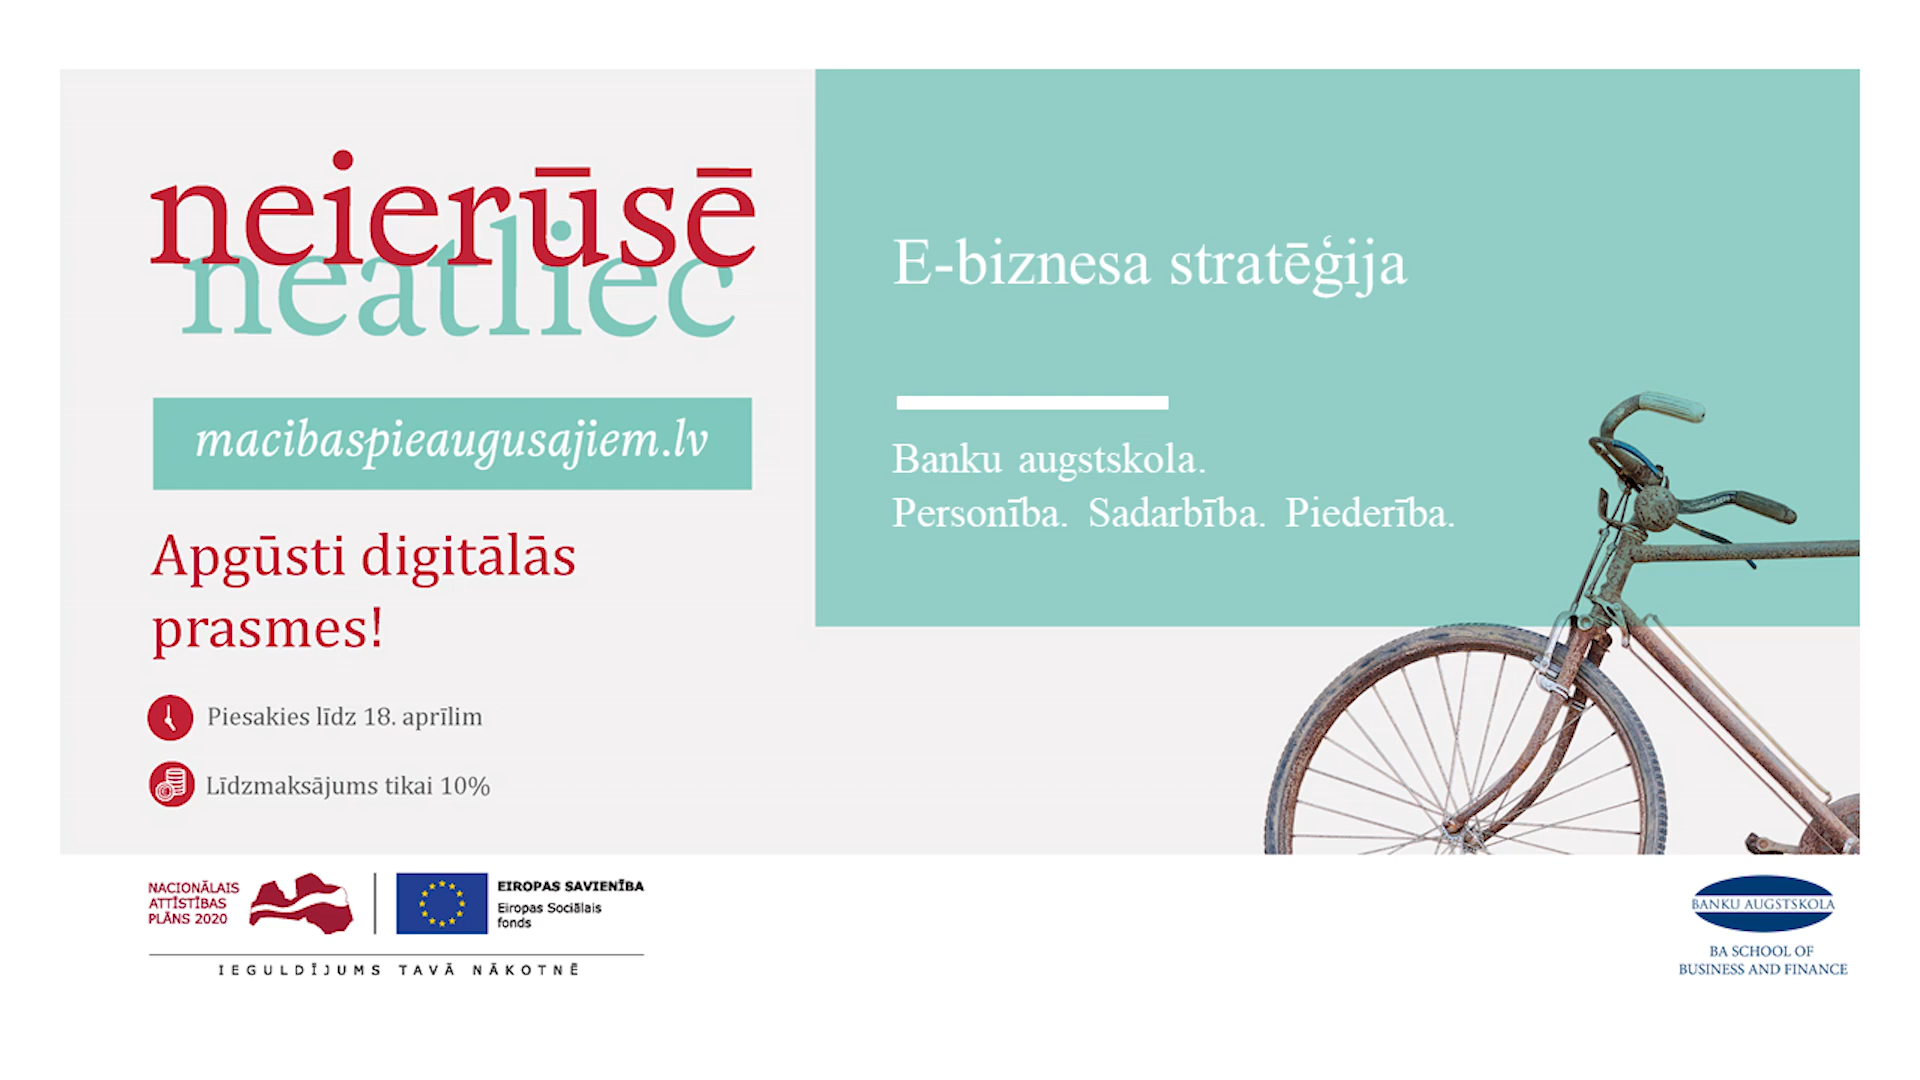 neierūsē
neatliec
macibaspieaugusajiem.lv
Apgūsti digitālās
prasmes!
Piesakies līdz 18. aprīlim
Līdzmaksājums tikai 10%
E-biznesa stratēģija
Banku augstskola.
Personība. Sadarbība. Piederība.
NACIONĀLAIS
ATTĪSTĪBAS
PLĀNS 2020
EIROPAS SAVIENĪBA
Eiropas Sociālais
fonds
IEGULDĪJUMS TAVĀ NĀKOTNĒ
BANKU AUGSTSKOLA
BA SCHOOL OF
BUSINESS AND FINANCE